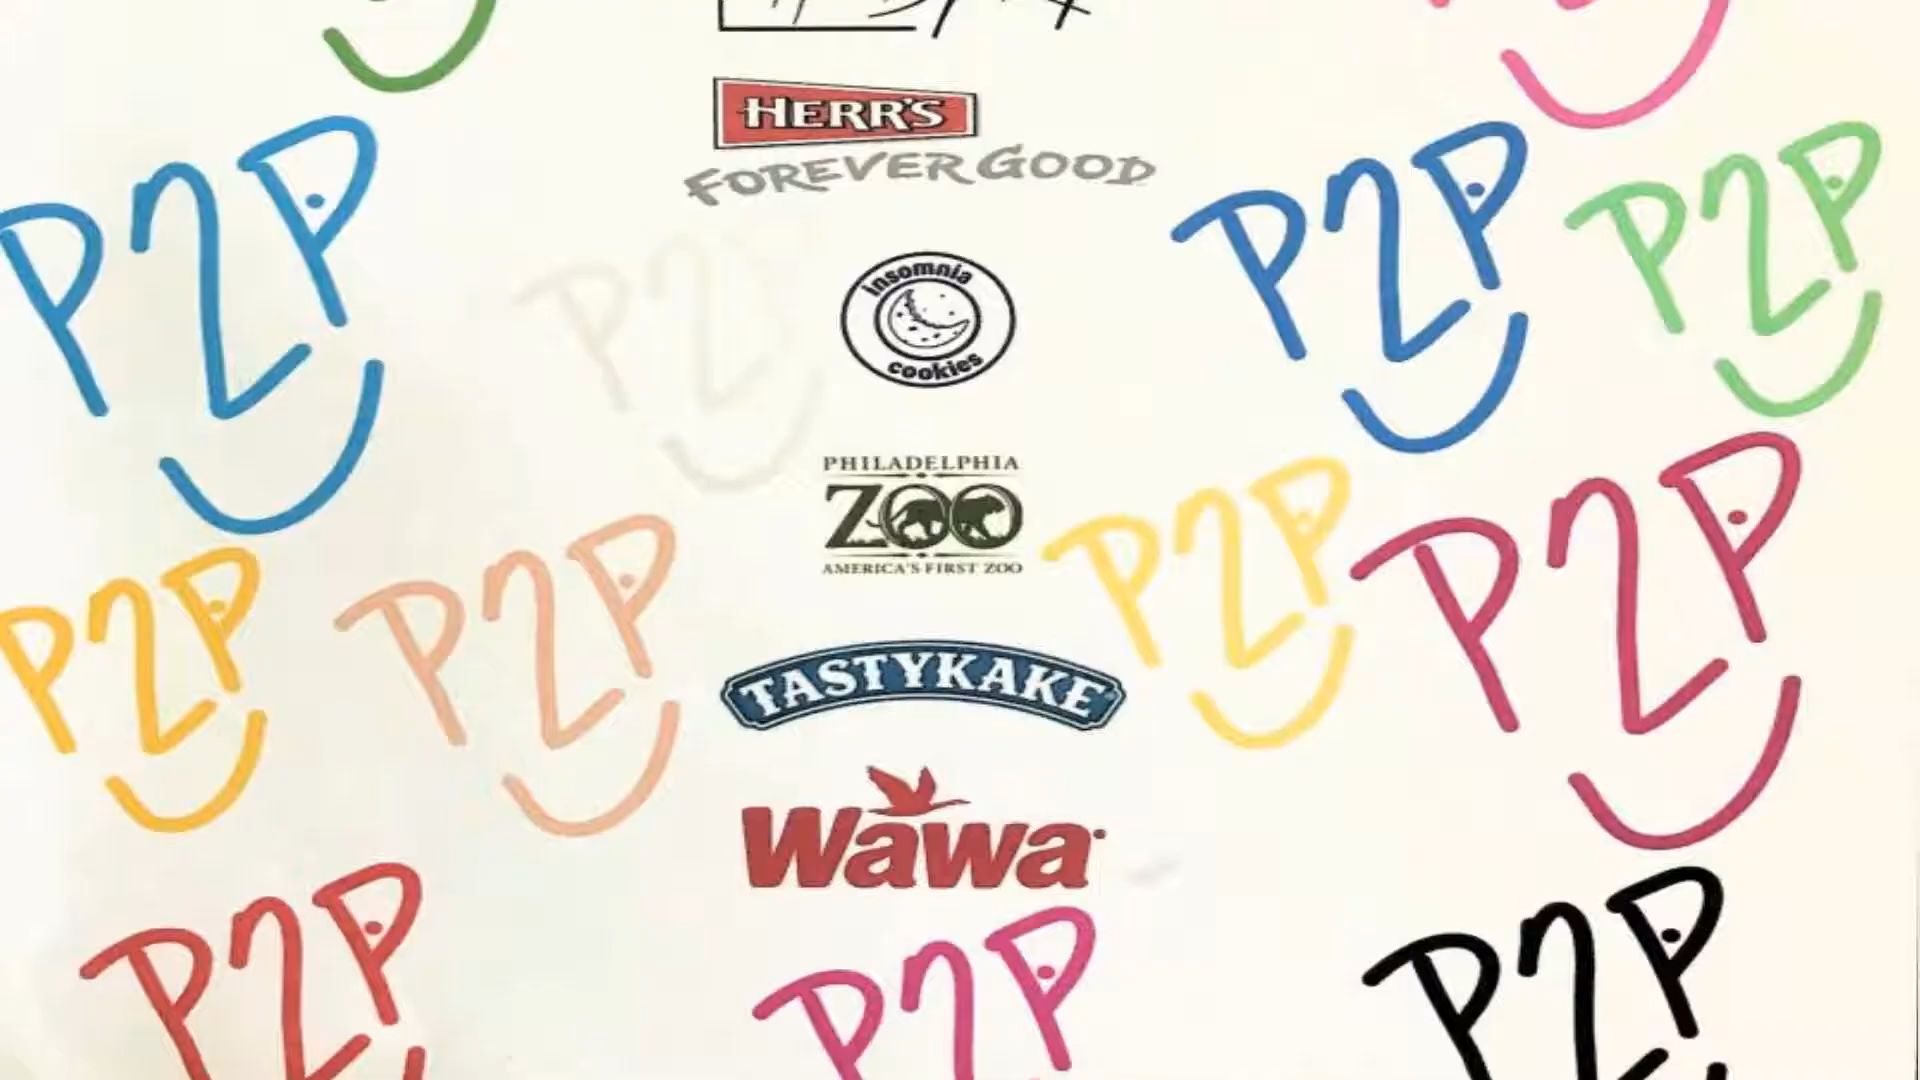 HERR'S
FOREVER GOOD
P2P
P2P
P2P
P2P
insomnia
cookies
PHILADELPHIA
ZOO
AMERICA'S FIRST ZOO
P2P
P2P
P2P
P2P
TASTYKAKE
Wawa
P2P
P2P
P2P